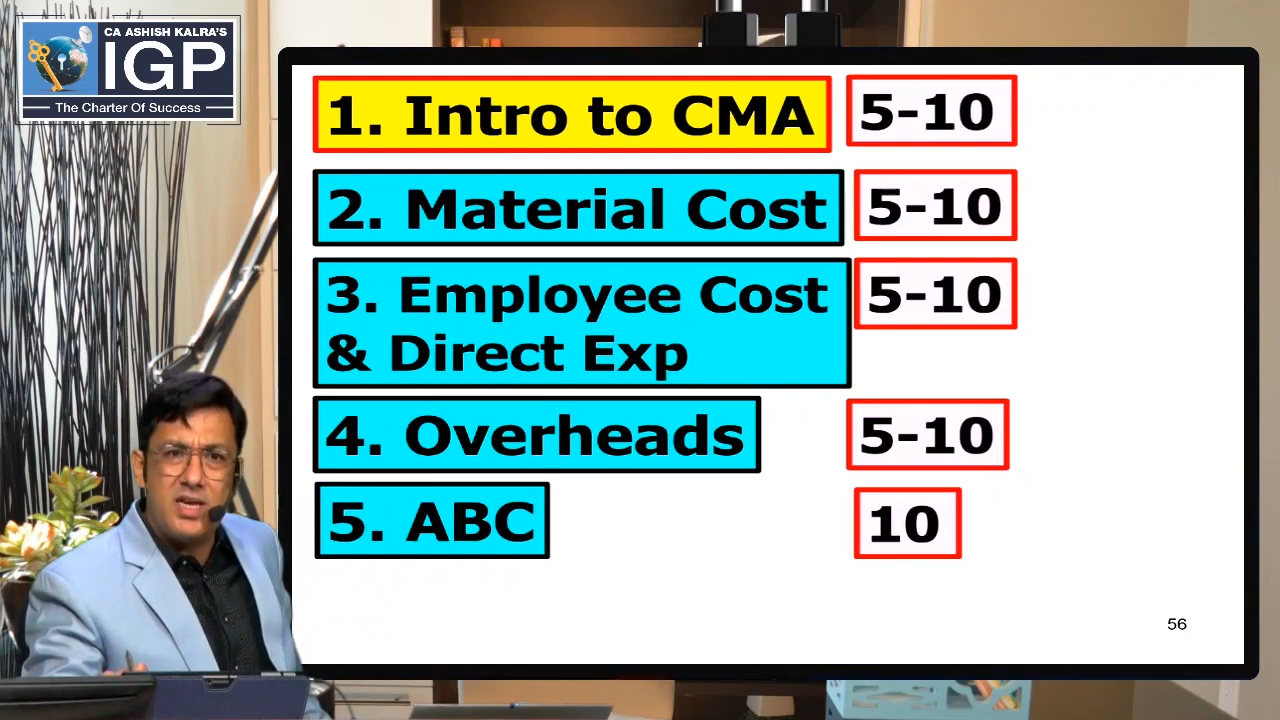 CA ASHISH KALRA'S
IGP
The Charter Of Success
1. Intro to CMA 5-10
2. Material Cost 5-10
3. Employee Cost 5-10
& Direct Exp
4. Overheads 5-10
5. ABC 10
56